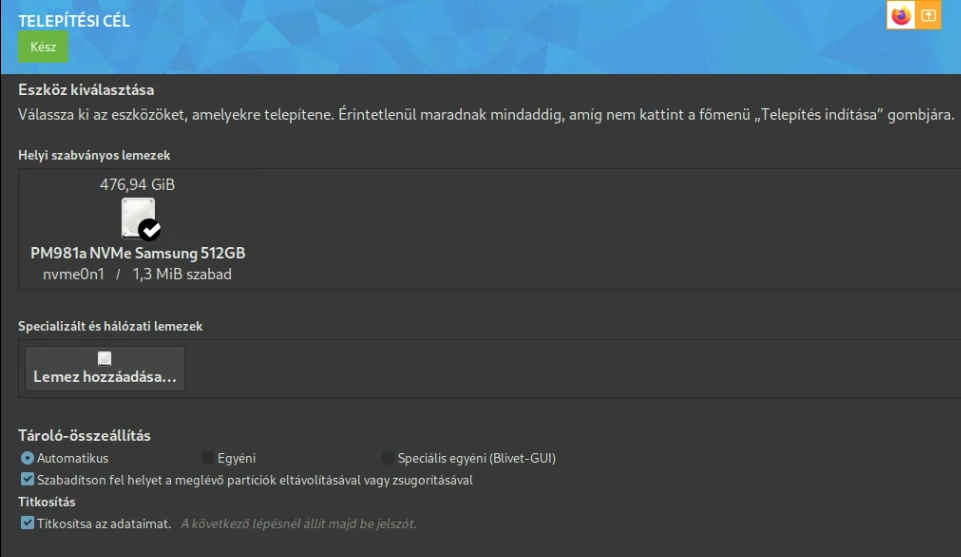 TELEPÍTÉSI CÉL
Kész
Eszköz kiválasztása
Válassza ki az eszközöket, amelyekre telepítene. Érintetlenül maradnak mindaddig, amíg nem kattint a főmenü „Telepítés indítása” gombjára.
Helyi szabványos lemezek
476,94 GiB
PM981a NVMe Samsung 512GB
nvme0n1 / 1,3 MiB szabad
Specializált és hálózati lemezek
Lemez hozzáadása...
Tároló-összeállítás
Automatikus Egyéni Speciális egyéni (Blivet-GUI)
Szabadítson fel helyet a meglévő partíciók eltávolításával vagy zsugorításával
Titkosítás
Titkosítsa az adataimat. A következő lépésnél állít majd be jelszót.